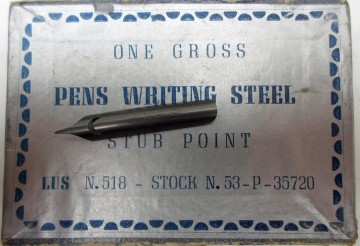 ONE GROSS
PENS WRITING STEEL
STUB POINT
LUS N.518 - STOCK N.53-P-35720